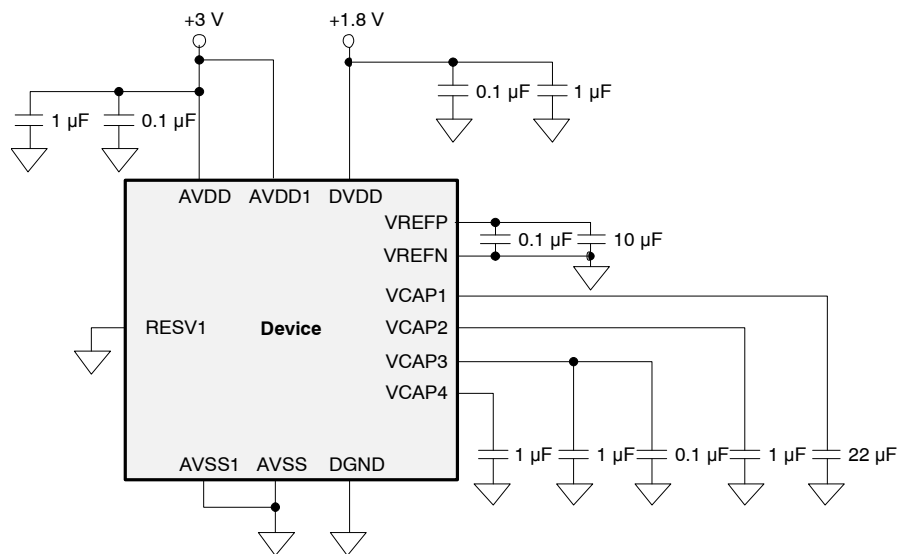 +3 V
+1.8 V
1 µF
0.1 µF
0.1 µF
1 µF
AVDD
AVDD1
DVDD
VREFP
0.1 µF
10 µF
VREFN
VCAP1
RESV1
Device
VCAP2
VCAP3
VCAP4
1 µF
1 µF
0.1 µF
1 µF
22 µF
AVSS1
AVSS
DGND